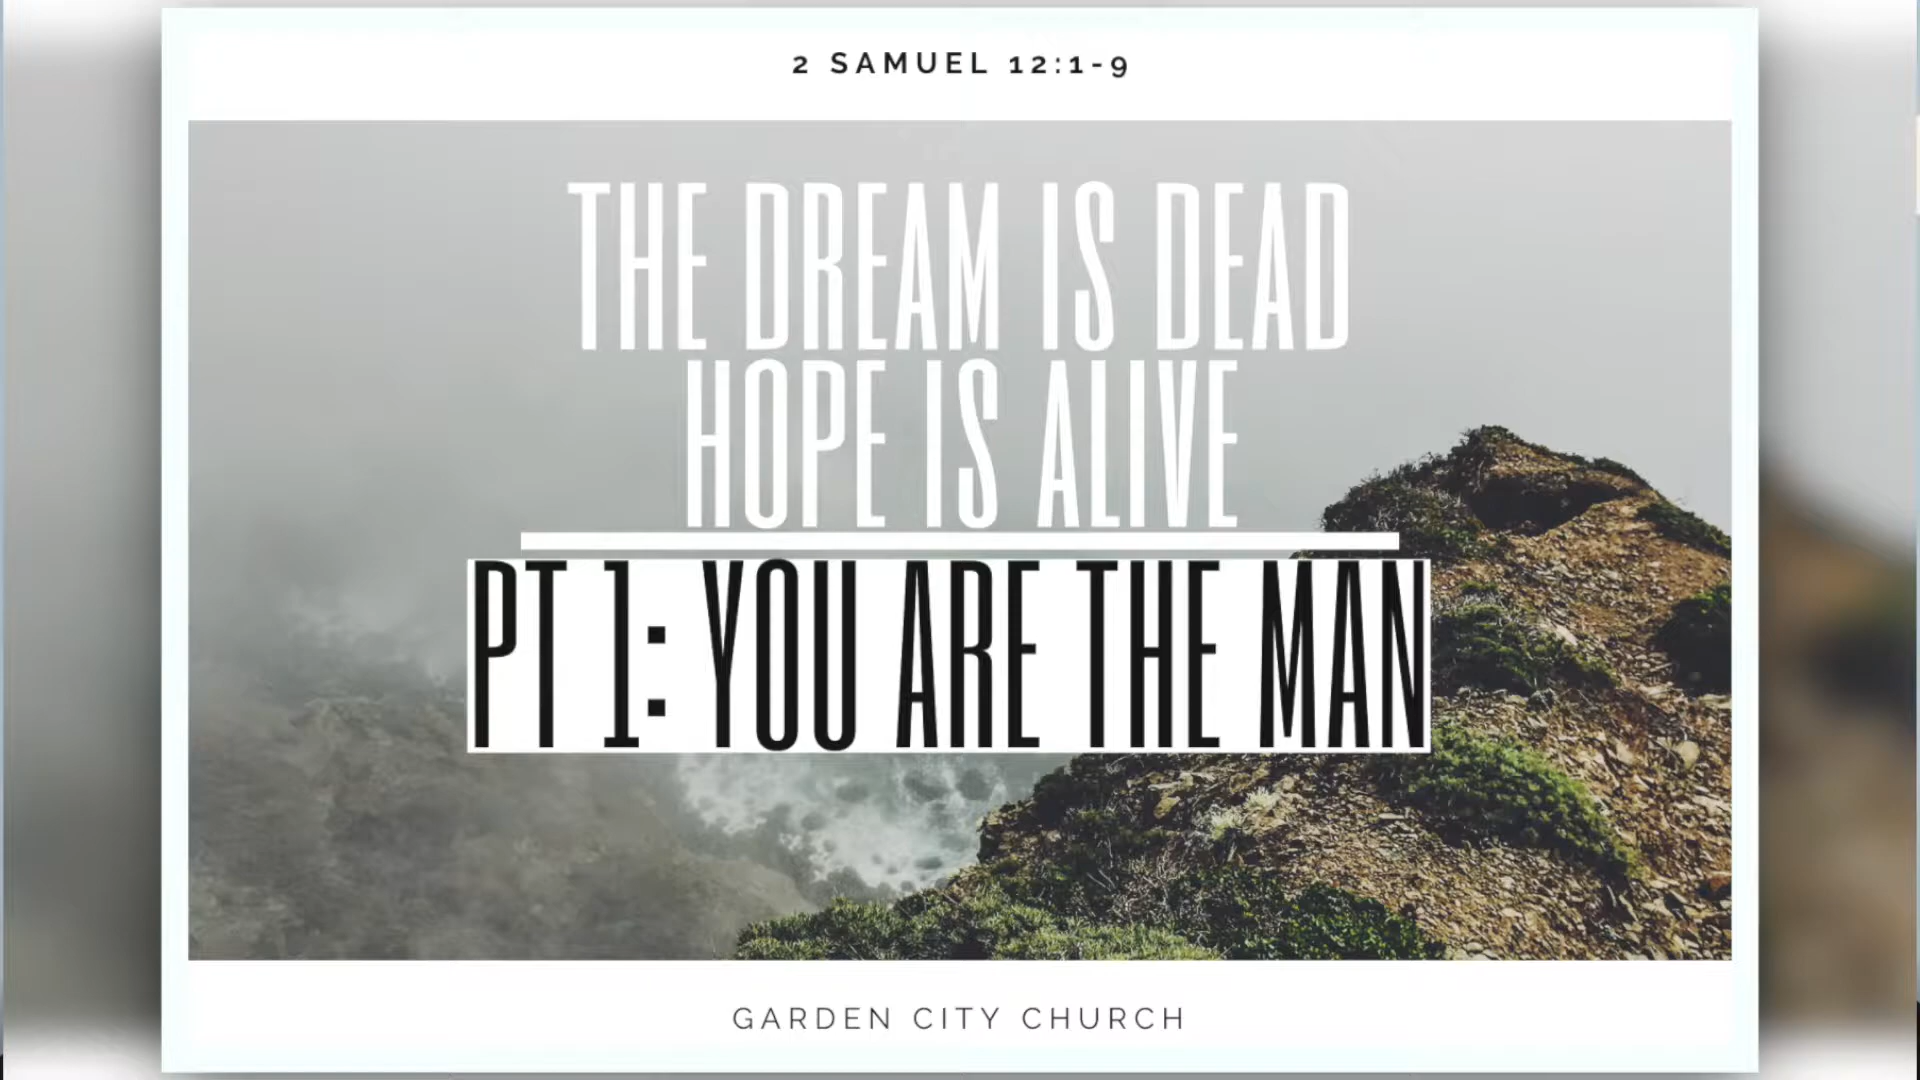 2 SAMUEL 12:1-9
THE DREAM IS DEAD
HOPE IS ALIVE
PT 1: YOU ARE THE MAN
GARDEN CITY CHURCH